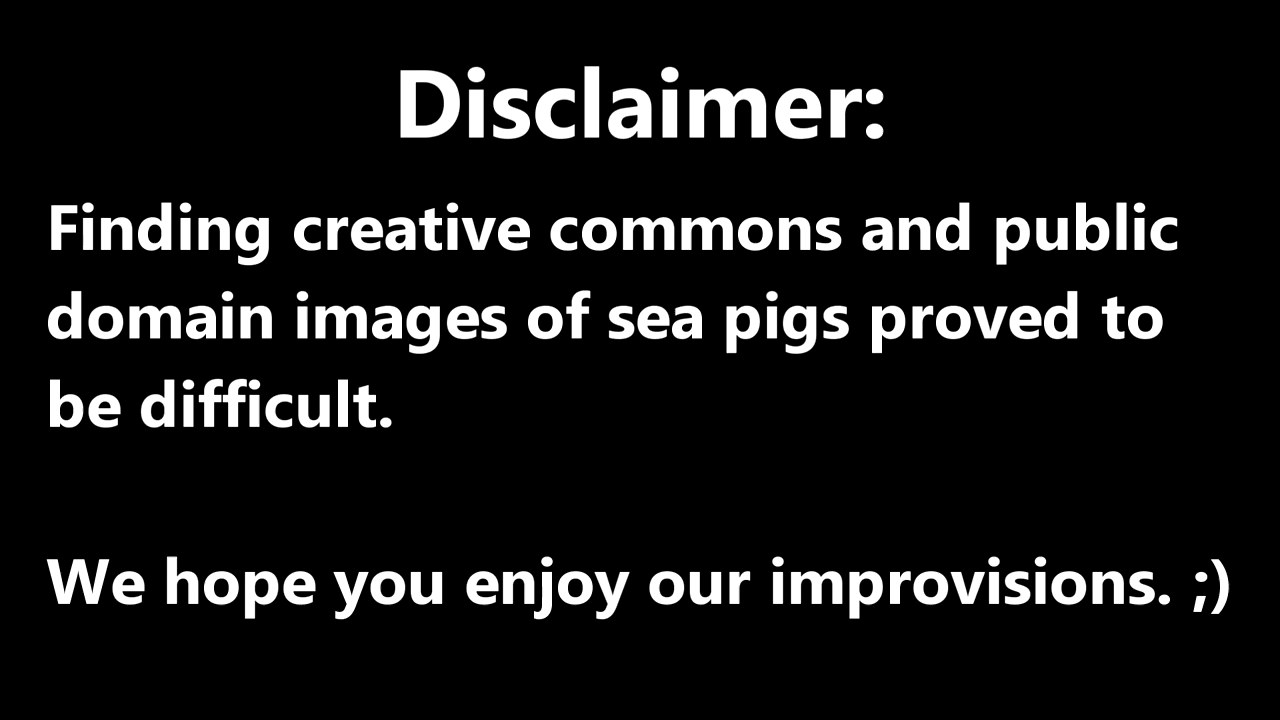 Disclaimer:
Finding creative commons and public
domain images of sea pigs proved to
be difficult.
We hope you enjoy our improvisions. ;)